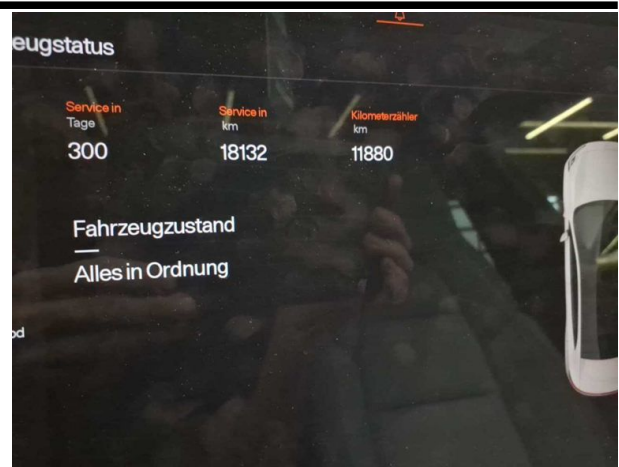 eugstatus
Service in
Tage
300
Service in
km
18132
Kilometerzähler
km
11880
Fahrzeugzustand
Alles in Ordnung
od